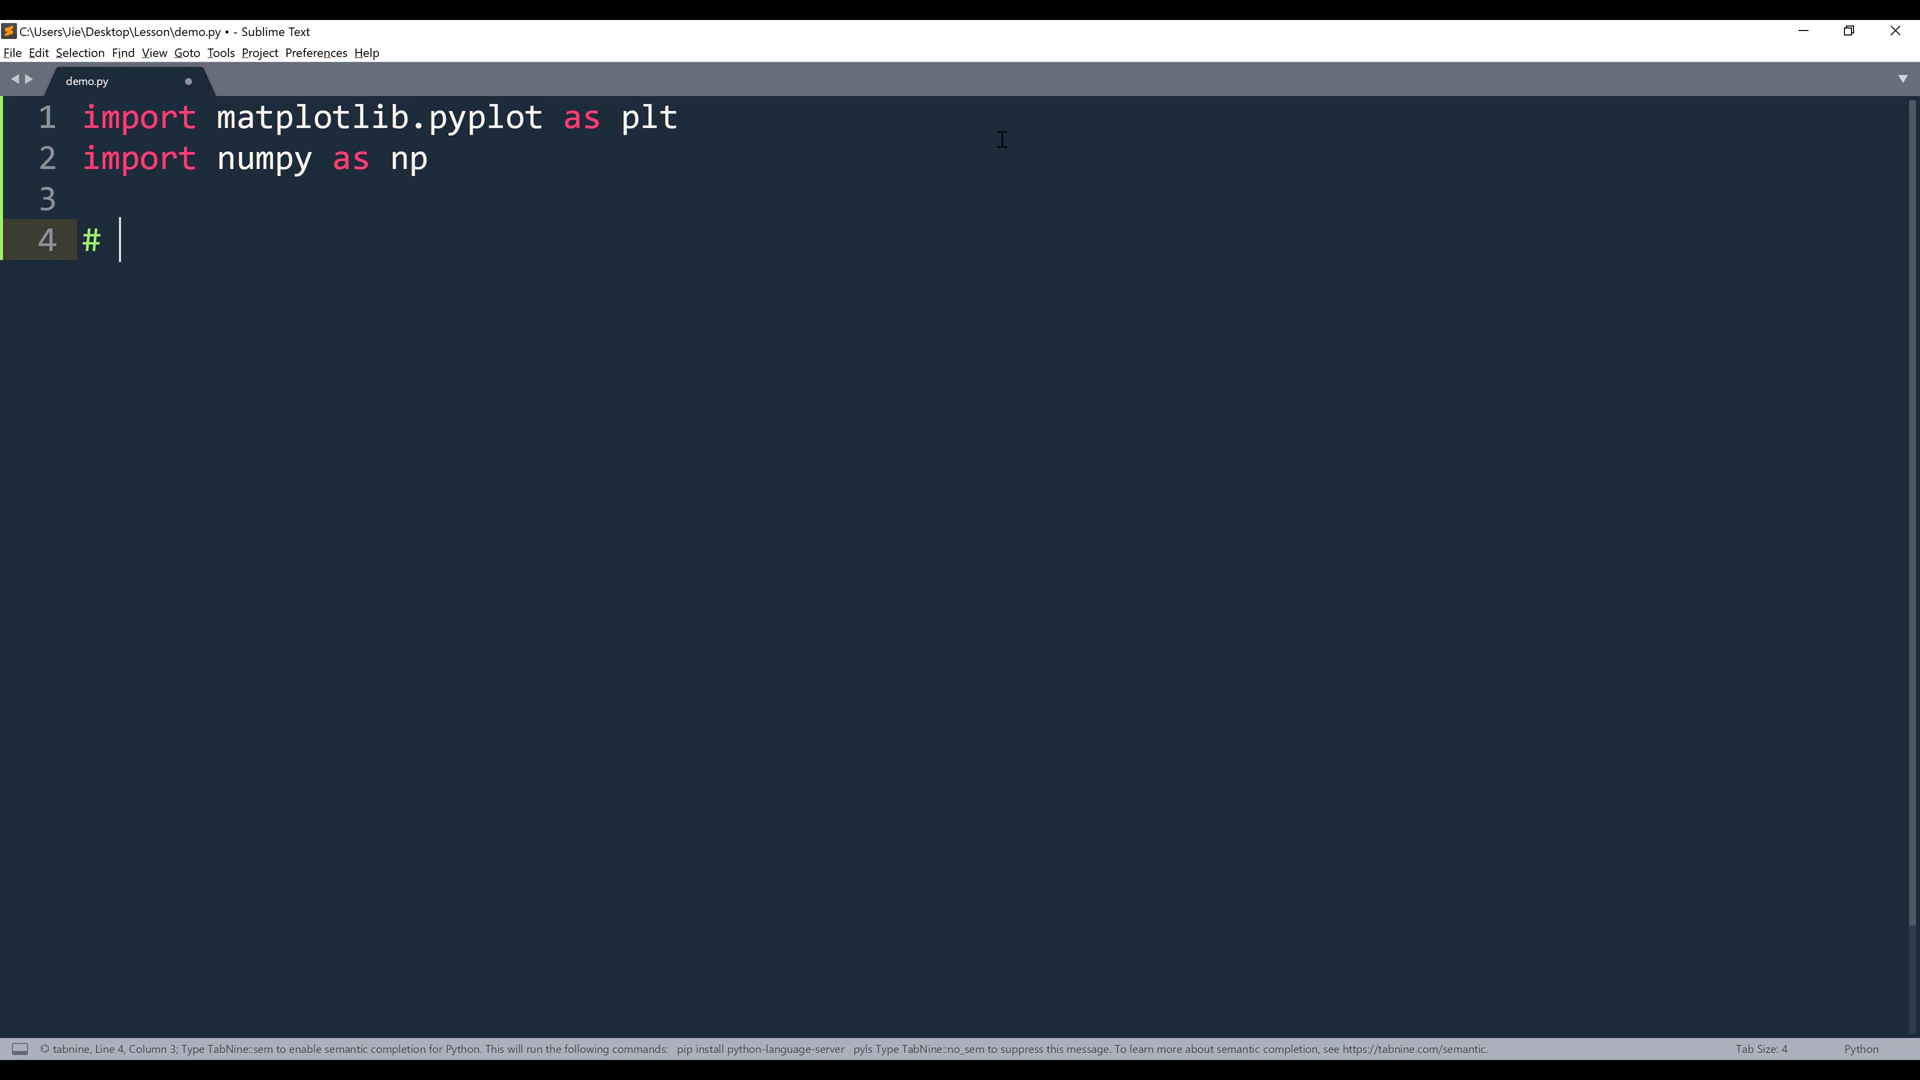 C:\Users\Jie\Desktop\Lesson\demo.py • - Sublime Text
File Edit Selection Find View Goto Tools Project Preferences Help
demo.py
1 import matplotlib.pyplot as plt
2 import numpy as np
3
4 #
tabnine, Line 4, Column 3; Type TabNine::sem to enable semantic completion for Python. This will run the following commands: pip install python-language-server pyls Type TabNine::no_sem to suppress this message. To learn more about semantic completion, see https://tabnine.com/semantic. Tab Size: 4 Python